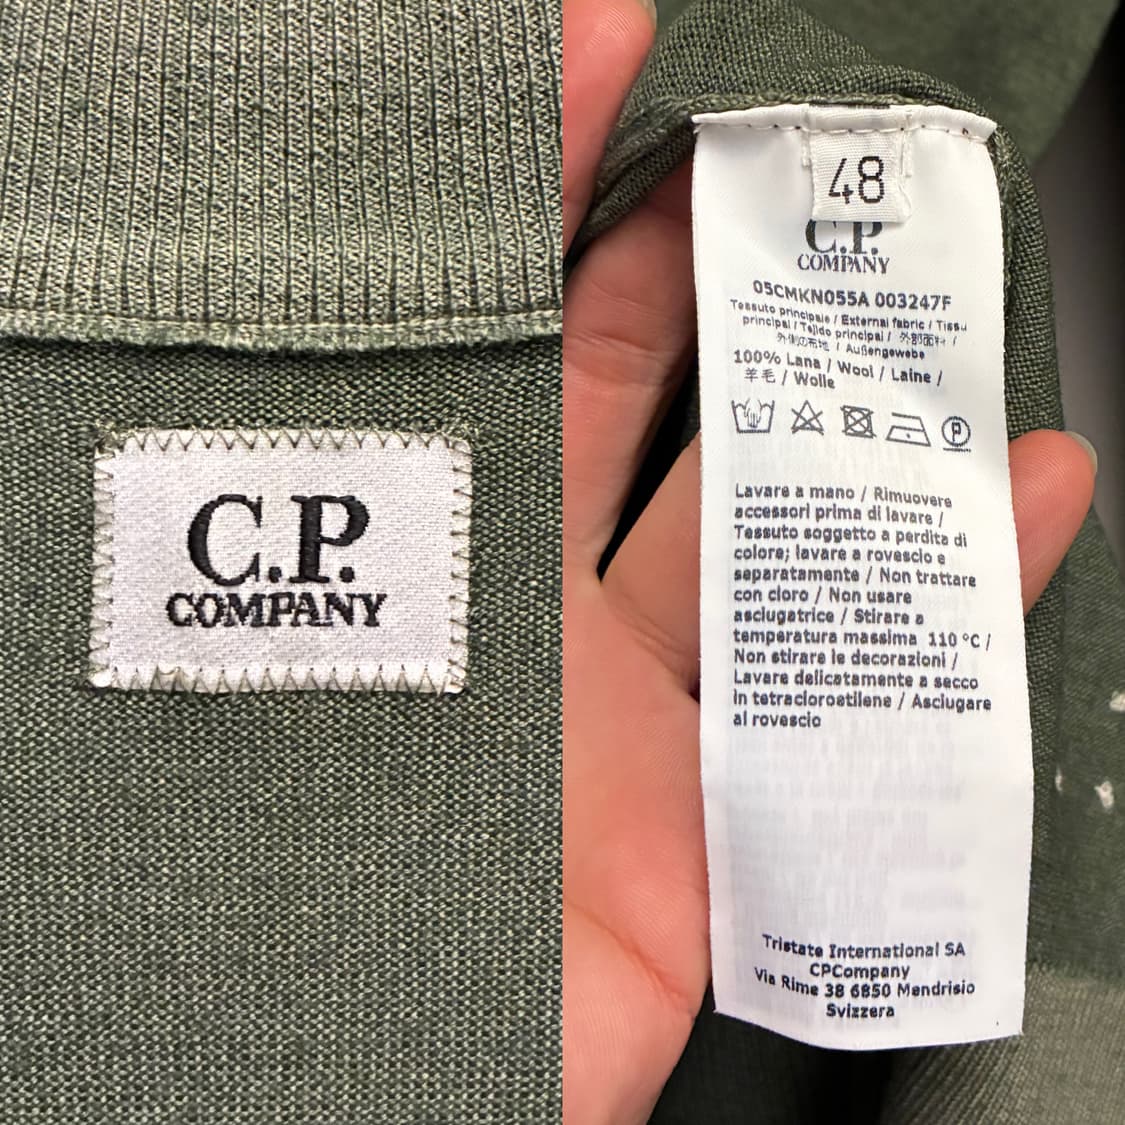 C.P.
COMPANY
48
C.P.
COMPANY
05CMKN055A 003247F
Tessuto principale / External fabric / Tissu
principal / Tejido principal / 外部面料 /
外側の布地 / Außengewebe
100% Lana / Wool / Laine /
羊毛 / Wolle
P
Lavare a mano / Rimuovere
accessori prima di lavare /
Tessuto soggetto a perdita di
colore; lavare a rovescio e
separatamente / Non trattare
con cloro / Non usare
asciugatrice / Stirare a
temperatura massima 110 °C /
Non stirare le decorazioni /
Lavare delicatamente a secco
in tetracloroetilene / Asciugare
al rovescio
Tristate International SA
CPCompany
Via Rime 38 6850 Mendrisio
Svizzera